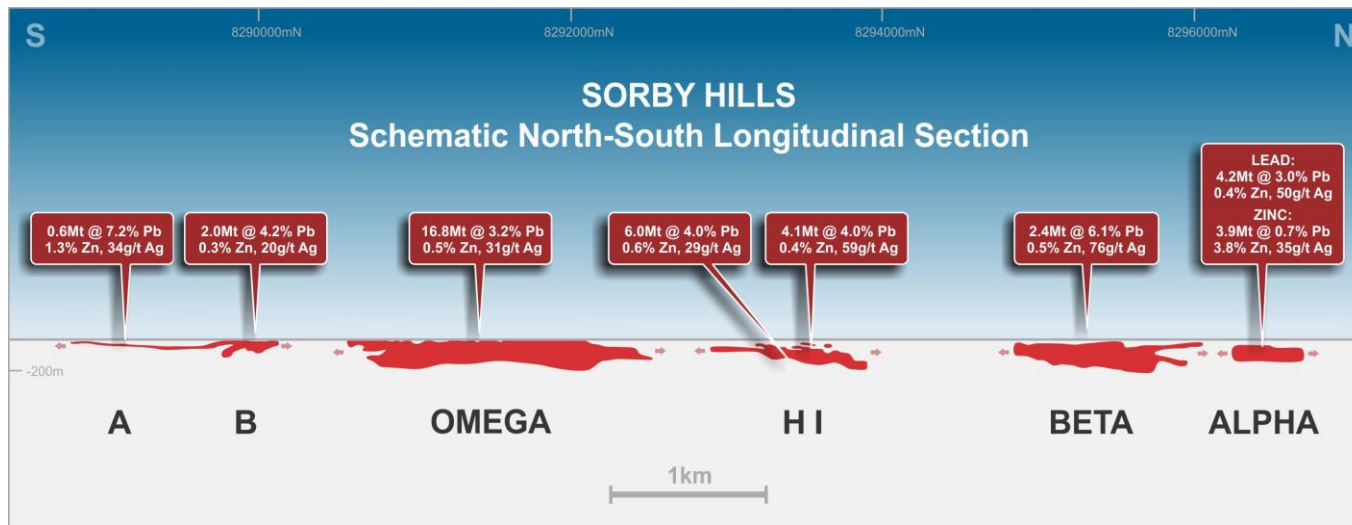 S
8290000mN
8292000mN
8294000mN
8296000mN
N
SORBY HILLS
Schematic North-South Longitudinal Section
0.6Mt @ 7.2% Pb
1.3% Zn, 34g/t Ag
2.0Mt @ 4.2% Pb
0.3% Zn, 20g/t Ag
16.8Mt @ 3.2% Pb
0.5% Zn, 31g/t Ag
6.0Mt @ 4.0% Pb
0.6% Zn, 29g/t Ag
4.1Mt @ 4.0% Pb
0.4% Zn, 59g/t Ag
2.4Mt @ 6.1% Pb
0.5% Zn, 76g/t Ag
LEAD:
4.2Mt @ 3.0% Pb
0.4% Zn, 50g/t Ag
ZINC:
3.9Mt @ 0.7% Pb
3.8% Zn, 35g/t Ag
-200m
A
B
OMEGA
H I
BETA
ALPHA
1km